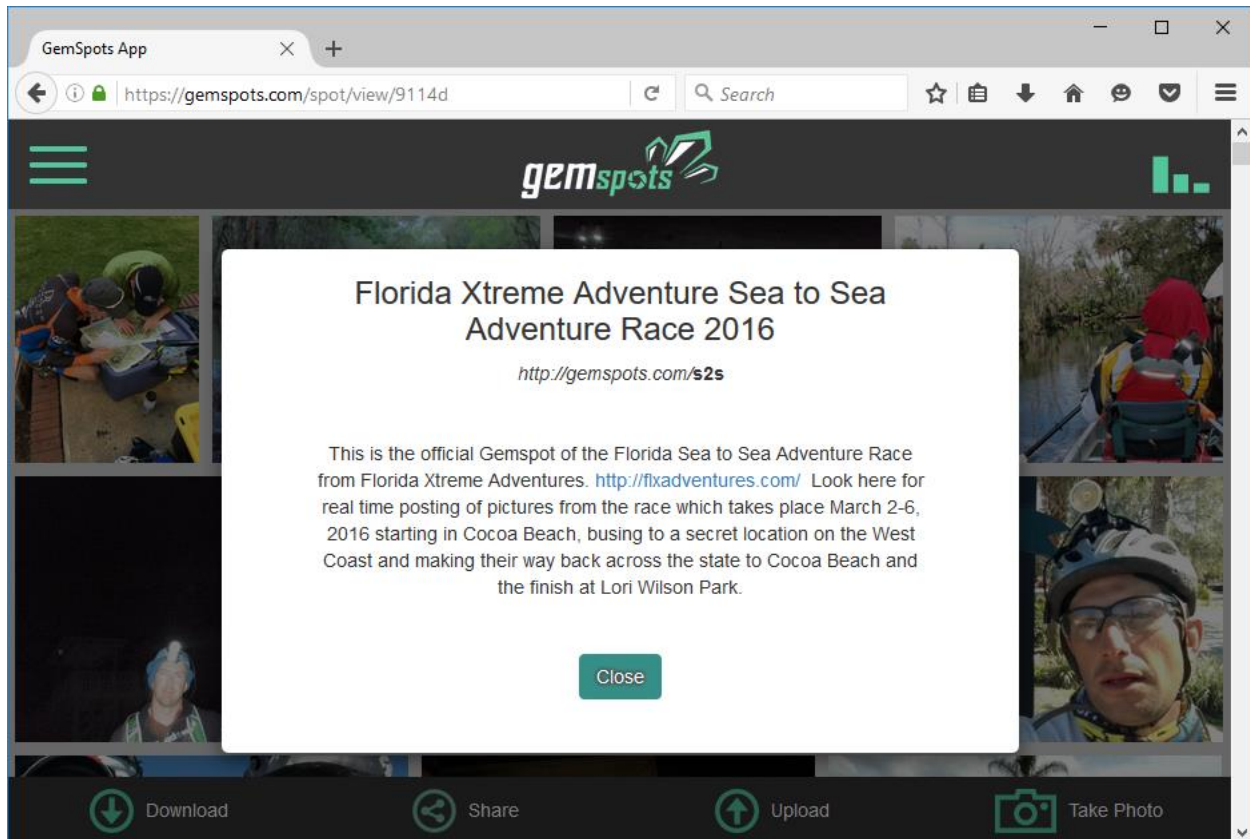 GemSpots App
https://gemspots.com/spot/view/9114d
Search
gemspots
Florida Xtreme Adventure Sea to Sea
Adventure Race 2016
http://gemspots.com/s2s
This is the official Gemspot of the Florida Sea to Sea Adventure Race
from Florida Xtreme Adventures. http://flxadventures.com/ Look here for
real time posting of pictures from the race which takes place March 2-6,
2016 starting in Cocoa Beach, busing to a secret location on the West
Coast and making their way back across the state to Cocoa Beach and
the finish at Lori Wilson Park.
Close
Download
Share
Upload
Take Photo